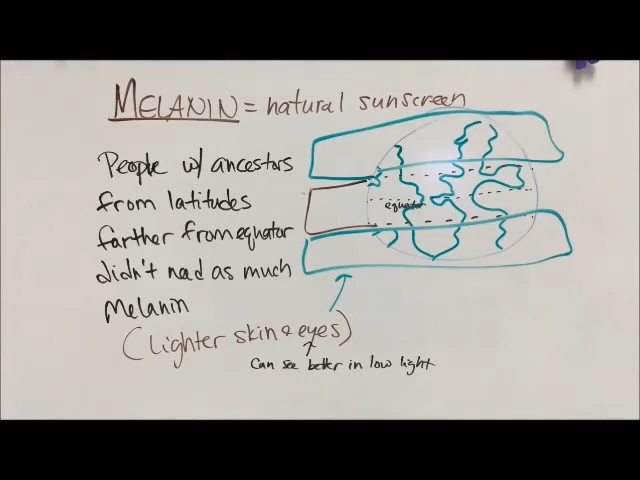 MELANIN = natural sunscreen
People w/ ancestors
from latitudes
farther from equator
didn't need as much
Melanin
equator
(lighter skin & eyes)
Can see better in low light